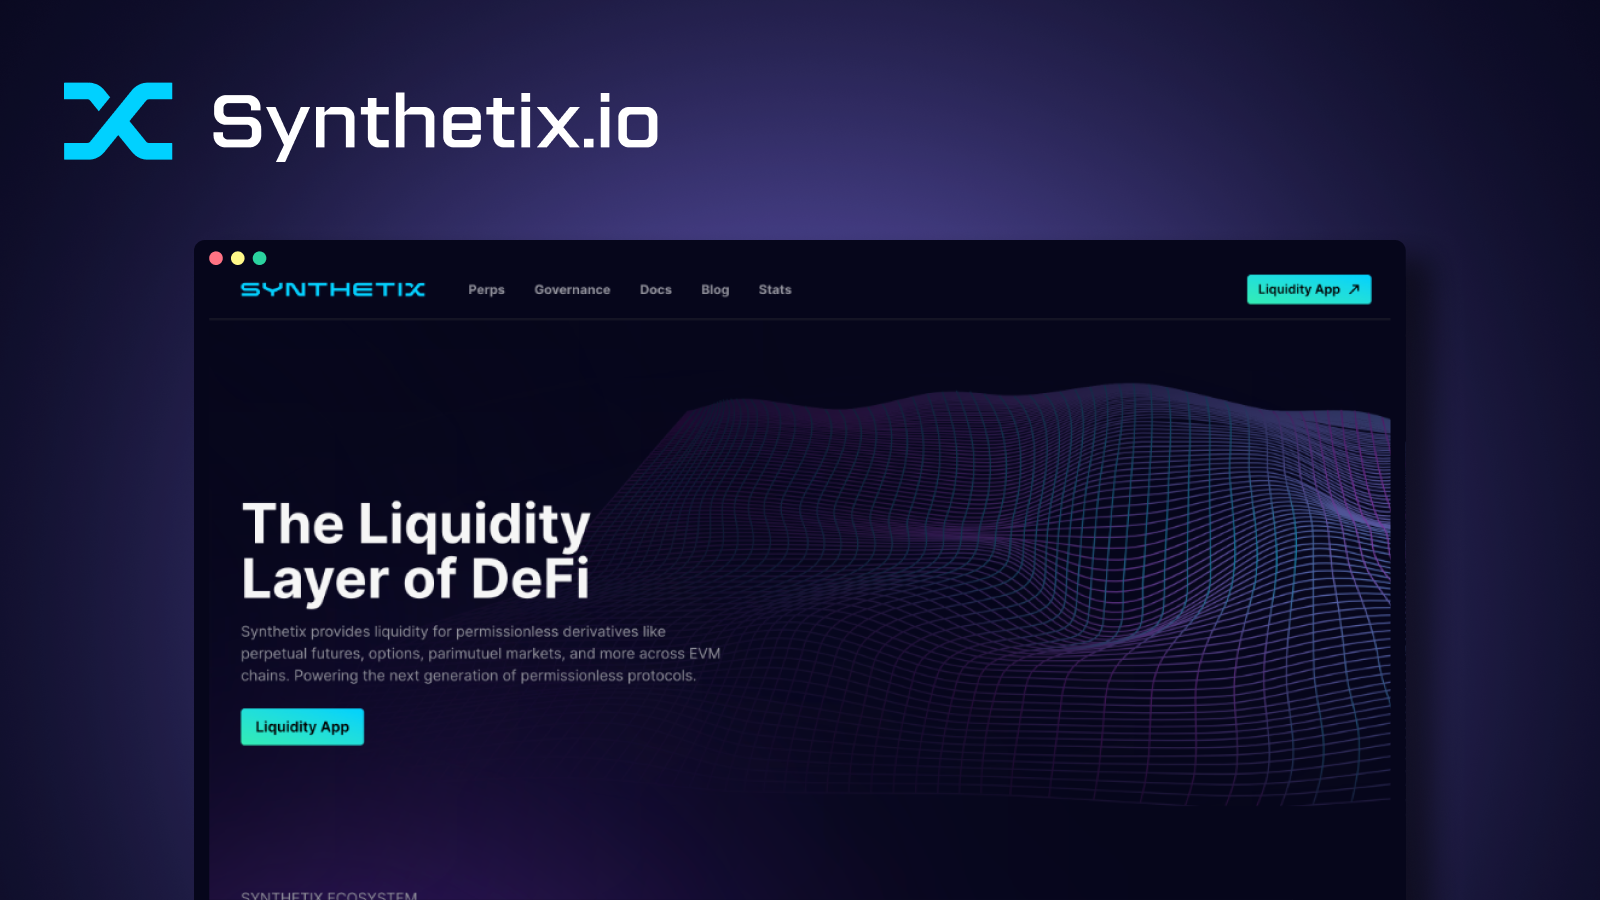 Synthetix.io
SYNTHETIX
Perps
Governance
Docs
Blog
Stats
Liquidity App
The Liquidity
Layer of DeFi
Synthetix provides liquidity for permissionless derivatives like
perpetual futures, options, parimutuel markets, and more across EVM
chains. Powering the next generation of permissionless protocols.
Liquidity App
SYNTHETIX ECOSYSTEM